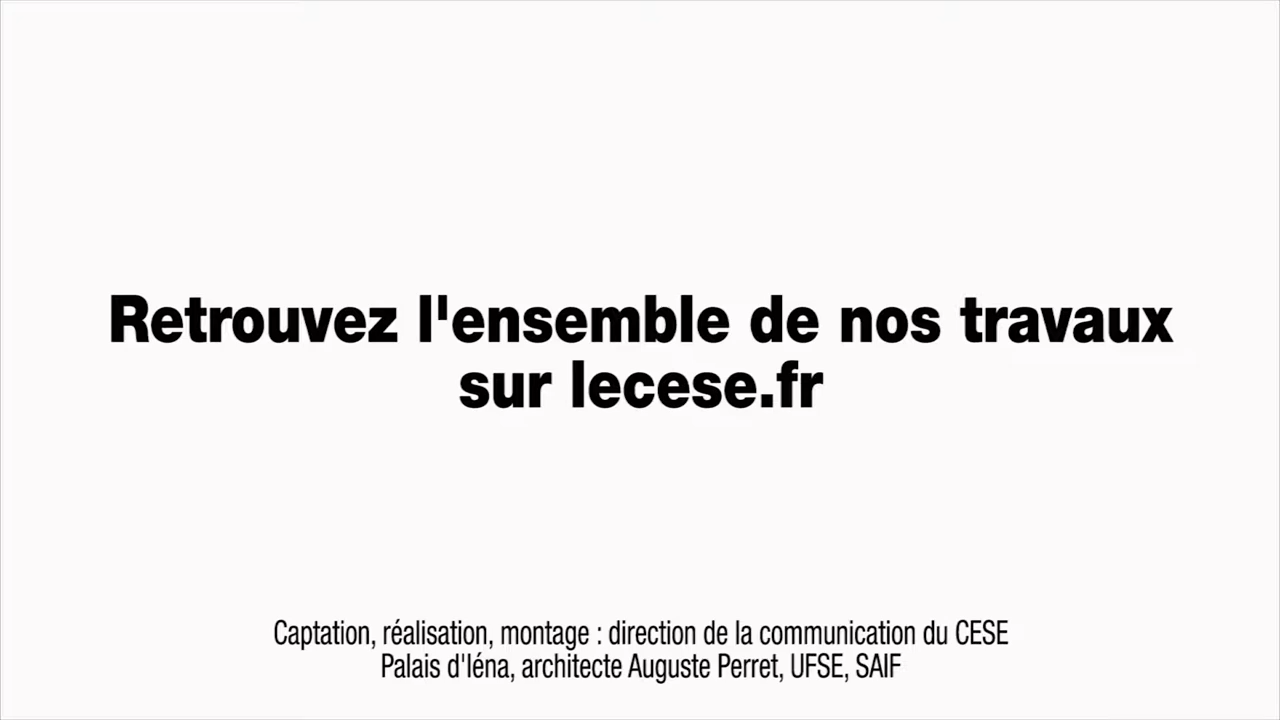 Retrouvez l'ensemble de nos travaux
sur lecese.fr
Captation, réalisation, montage : direction de la communication du CESE
Palais d'Iéna, architecte Auguste Perret, UFSE, SAIF